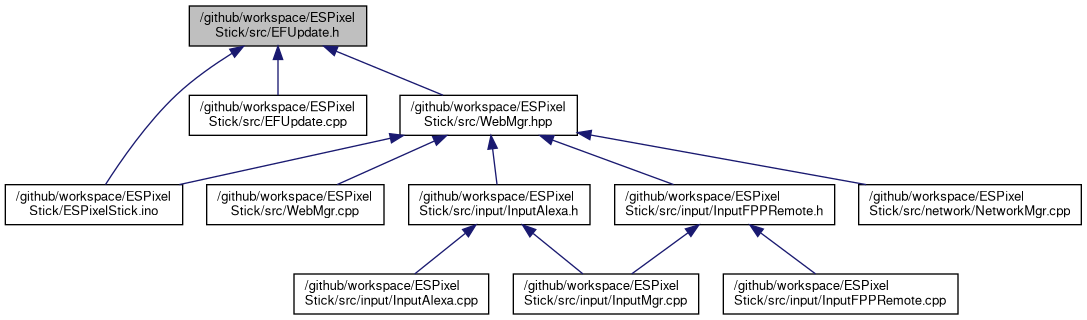 /github/workspace/ESPixel
Stick/src/EFUpdate.h
/github/workspace/ESPixel
Stick/src/EFUpdate.cpp
/github/workspace/ESPixel
Stick/src/WebMgr.hpp
/github/workspace/ESPixel
Stick/ESPixelStick.ino
/github/workspace/ESPixel
Stick/src/WebMgr.cpp
/github/workspace/ESPixel
Stick/src/input/InputAlexa.h
/github/workspace/ESPixel
Stick/src/input/InputFPPRemote.h
/github/workspace/ESPixel
Stick/src/network/NetworkMgr.cpp
/github/workspace/ESPixel
Stick/src/input/InputAlexa.cpp
/github/workspace/ESPixel
Stick/src/input/InputMgr.cpp
/github/workspace/ESPixel
Stick/src/input/InputFPPRemote.cpp